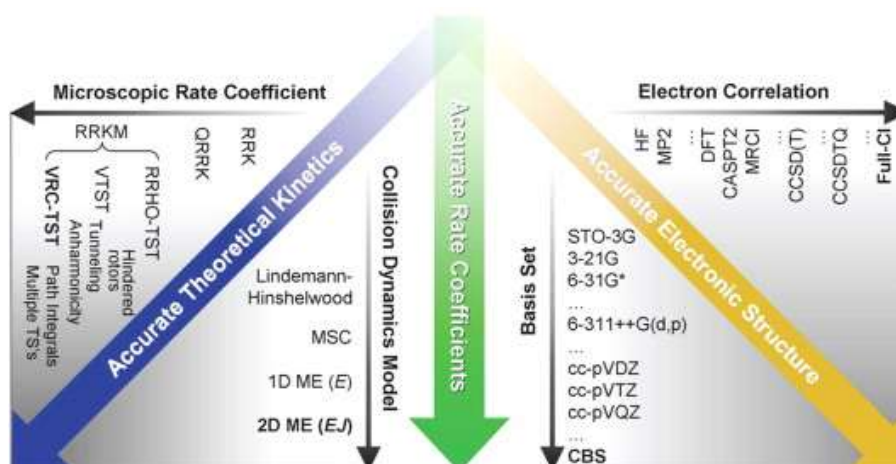 Microscopic Rate Coefficient
RRKM
VRC-TST
VTST
RRHO-TST
QRRK
RRK
Path Integrals
Multiple TS's
Tunneling
Anharmonicity
Hindered
rotors
Accurate Theoretical Kinetics
Collision Dynamics Model
Lindemann-
Hinshelwood
MSC
1D ME (E)
2D ME (EJ)
Accurate Rate Coefficients
Electron Correlation
HF
MP2
...
DFT
CASPT2
MRCI
...
CCSD(T)
...
CCSDTQ
...
Full-CI
Accurate Electronic Structure
Basis Set
STO-3G
3-21G
6-31G*
...
6-311++G(d,p)
...
cc-pVDZ
cc-pVTZ
cc-pVQZ
...
CBS